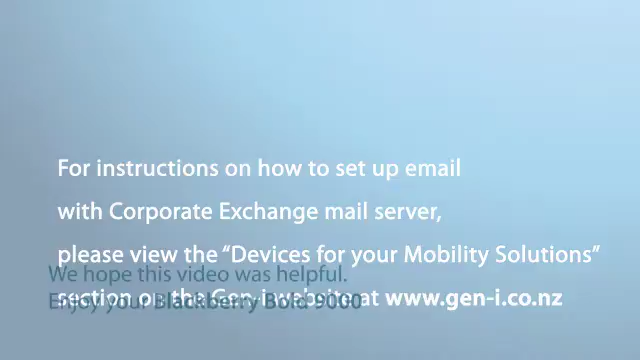 For instructions on how to set up email
with Corporate Exchange mail server,
please view the “Devices for your Mobility Solutions”
We hope this video was helpful.
section on the Gen-i website at www.gen-i.co.nz
Enjoy your Blackberry Bold 9000